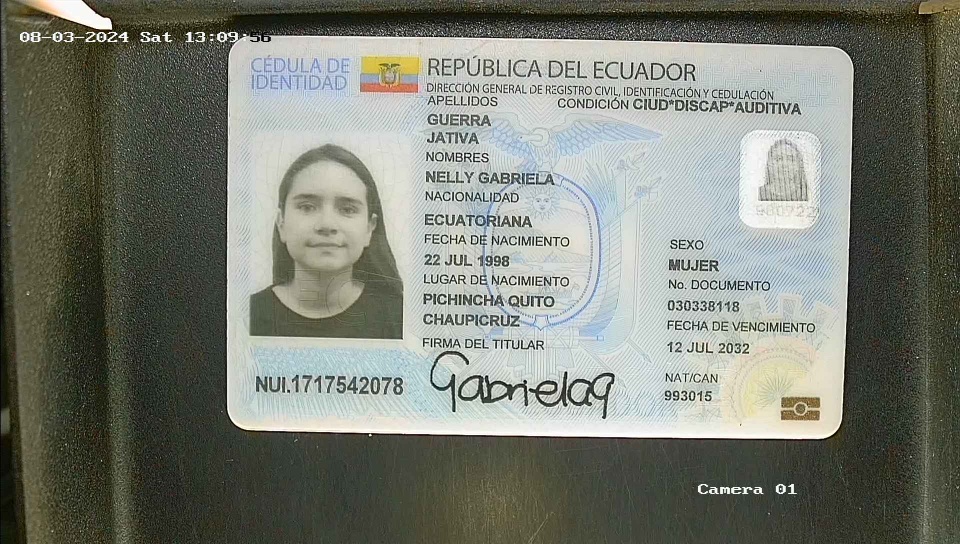 08-03-2024 Sat 13:09:56
CÉDULA DE
IDENTIDAD
REPÚBLICA DEL ECUADOR
DIRECCIÓN GENERAL DE REGISTRO CIVIL, IDENTIFICACIÓN Y CEDULACIÓN
APELLIDOS CONDICIÓN CIUD*DISCAP*AUDITIVA
GUERRA
JATIVA
NOMBRES
NELLY GABRIELA
NACIONALIDAD
ECUATORIANA
FECHA DE NACIMIENTO
22 JUL 1998
LUGAR DE NACIMIENTO
PICHINCHA QUITO
CHAUPICRUZ
FIRMA DEL TITULAR
Gabrielag
980722
SEXO
MUJER
No. DOCUMENTO
030338118
FECHA DE VENCIMIENTO
12 JUL 2032
NAT/CAN
993015
NUI.1717542078
Camera 01